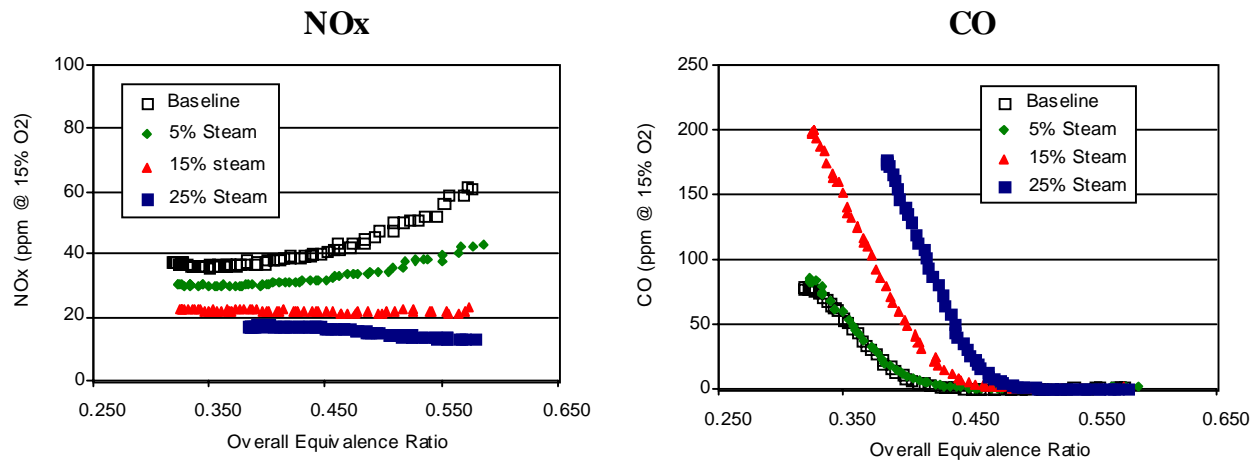 NOx
100
80
60
40
20
0
NOx (ppm @ 15% O2)
Baseline
5% Steam
15% steam
25% Steam
0.250 0.350 0.450 0.550 0.650
Overall Equivalence Ratio
CO
250
200
150
100
50
0
CO (ppm @ 15% O2)
Baseline
5% Steam
15% Steam
25% Steam
0.250 0.350 0.450 0.550 0.650
Overall Equivalence Ratio